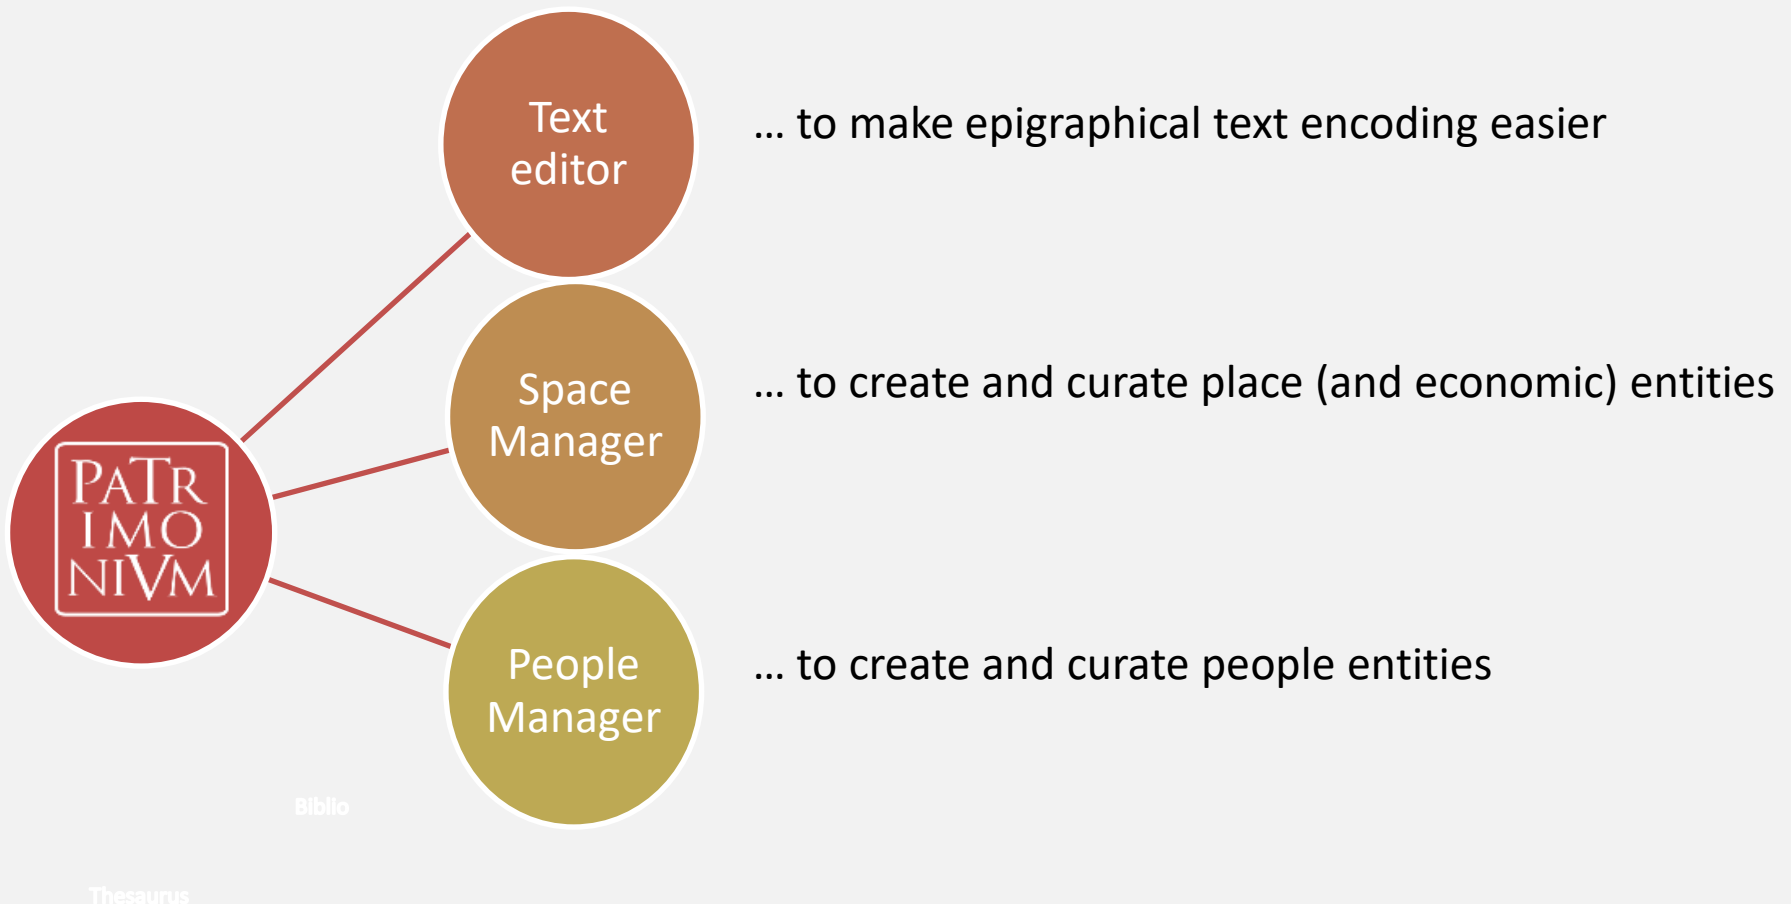 Text
editor
... to make epigraphical text encoding easier
Space
Manager
... to create and curate place (and economic) entities
PATR
IMO
NIVM
People
Manager
... to create and curate people entities
Biblio
Thesaurus